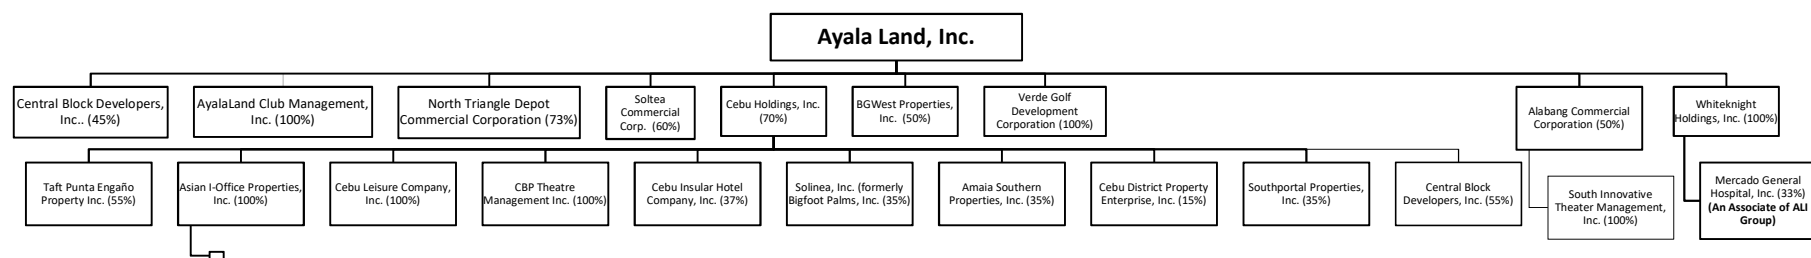 Ayala Land, Inc.
Central Block Developers,
Inc.. (45%)
AyalaLand Club Management,
Inc. (100%)
North Triangle Depot
Commercial Corporation (73%)
Soltea
Commercial
Corp. (60%)
Cebu Holdings, Inc.
(70%)
BGWest Properties,
Inc. (50%)
Verde Golf
Development
Corporation (100%)
Alabang Commercial
Corporation (50%)
Whiteknight
Holdings, Inc. (100%)
Taft Punta Engaño
Property Inc. (55%)
Asian I-Office Properties,
Inc. (100%)
Cebu Leisure Company,
Inc. (100%)
CBP Theatre
Management Inc. (100%)
Cebu Insular Hotel
Company, Inc. (37%)
Solinea, Inc. (formerly
Bigfoot Palms, Inc. (35%)
Amaia Southern
Properties, Inc. (35%)
Cebu District Property
Enterprise, Inc. (15%)
Southportal Properties,
Inc. (35%)
Central Block
Developers, Inc. (55%)
South Innovative
Theater Management,
Inc. (100%)
Mercado General
Hospital, Inc. (33%)
(An Associate of ALI
Group)